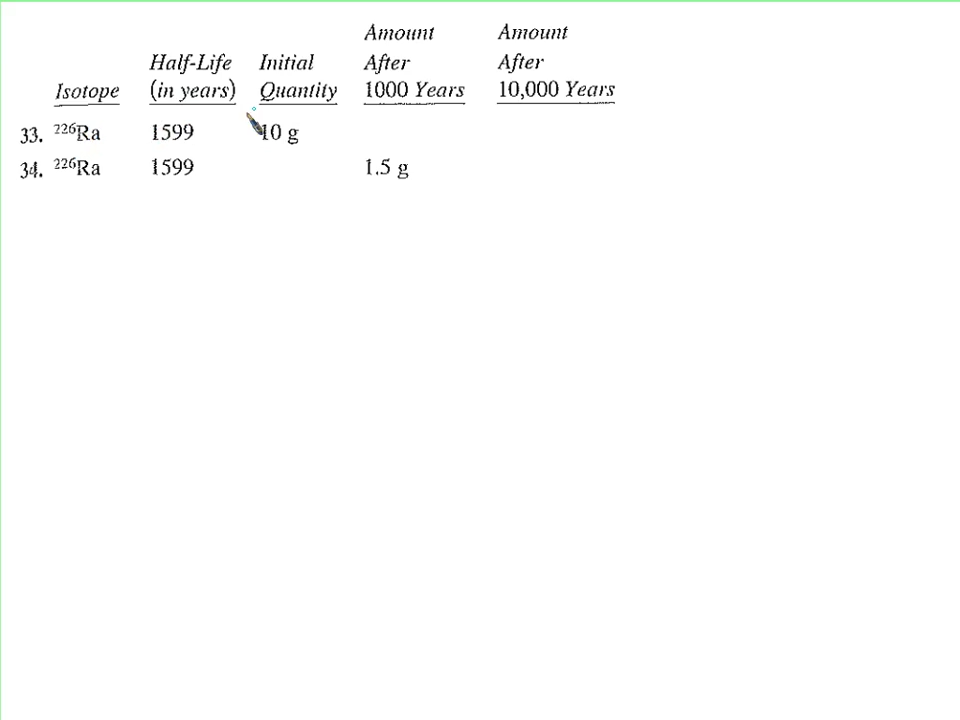 Amount Amount
Half-Life Initial After After
Isotope (in years) Quantity 1000 Years 10,000 Years
33. ²²⁶Ra 1599 10 g
34. ²²⁶Ra 1599 1.5 g